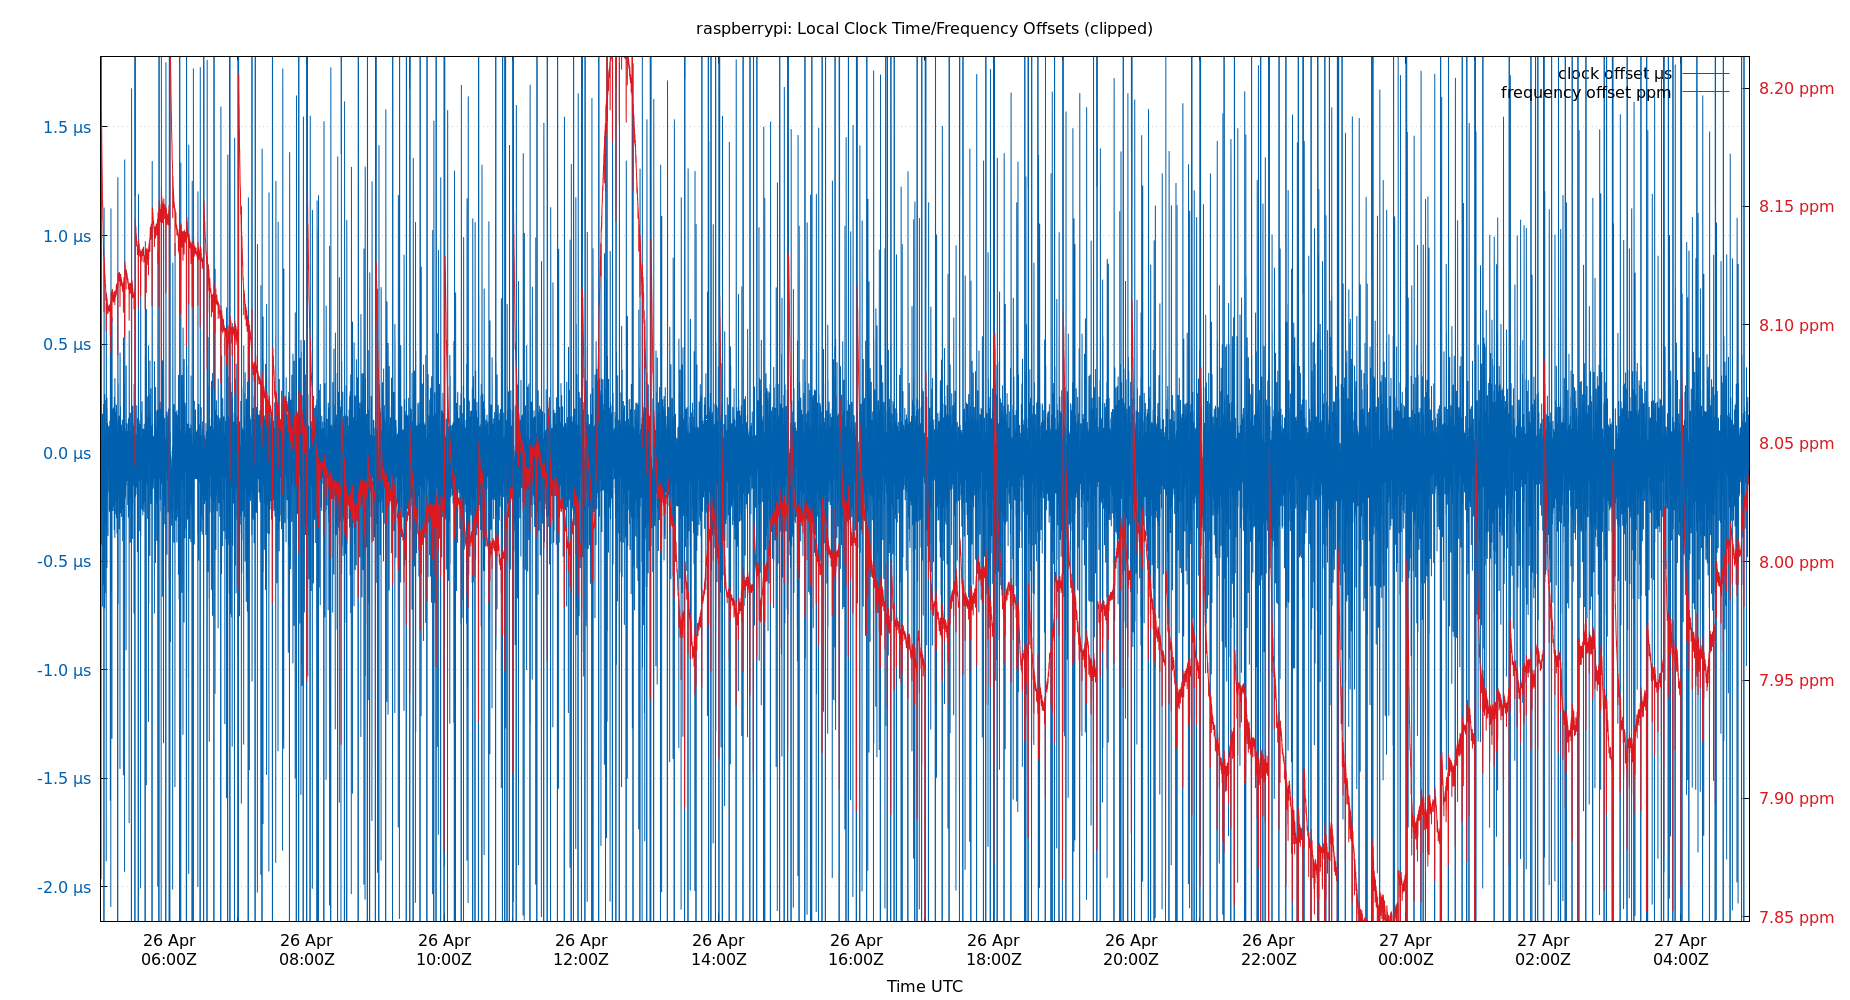 raspberrypi: Local Clock Time/Frequency Offsets (clipped)
clock offset µs
frequency offset ppm
1.5 µs
1.0 µs
0.5 µs
0.0 µs
-0.5 µs
-1.0 µs
-1.5 µs
-2.0 µs
8.20 ppm
8.15 ppm
8.10 ppm
8.05 ppm
8.00 ppm
7.95 ppm
7.90 ppm
7.85 ppm
26 Apr 26 Apr 26 Apr 26 Apr 26 Apr 26 Apr 26 Apr 26 Apr 26 Apr 27 Apr 27 Apr 27 Apr
06:00Z 08:00Z 10:00Z 12:00Z 14:00Z 16:00Z 18:00Z 20:00Z 22:00Z 00:00Z 02:00Z 04:00Z
Time UTC